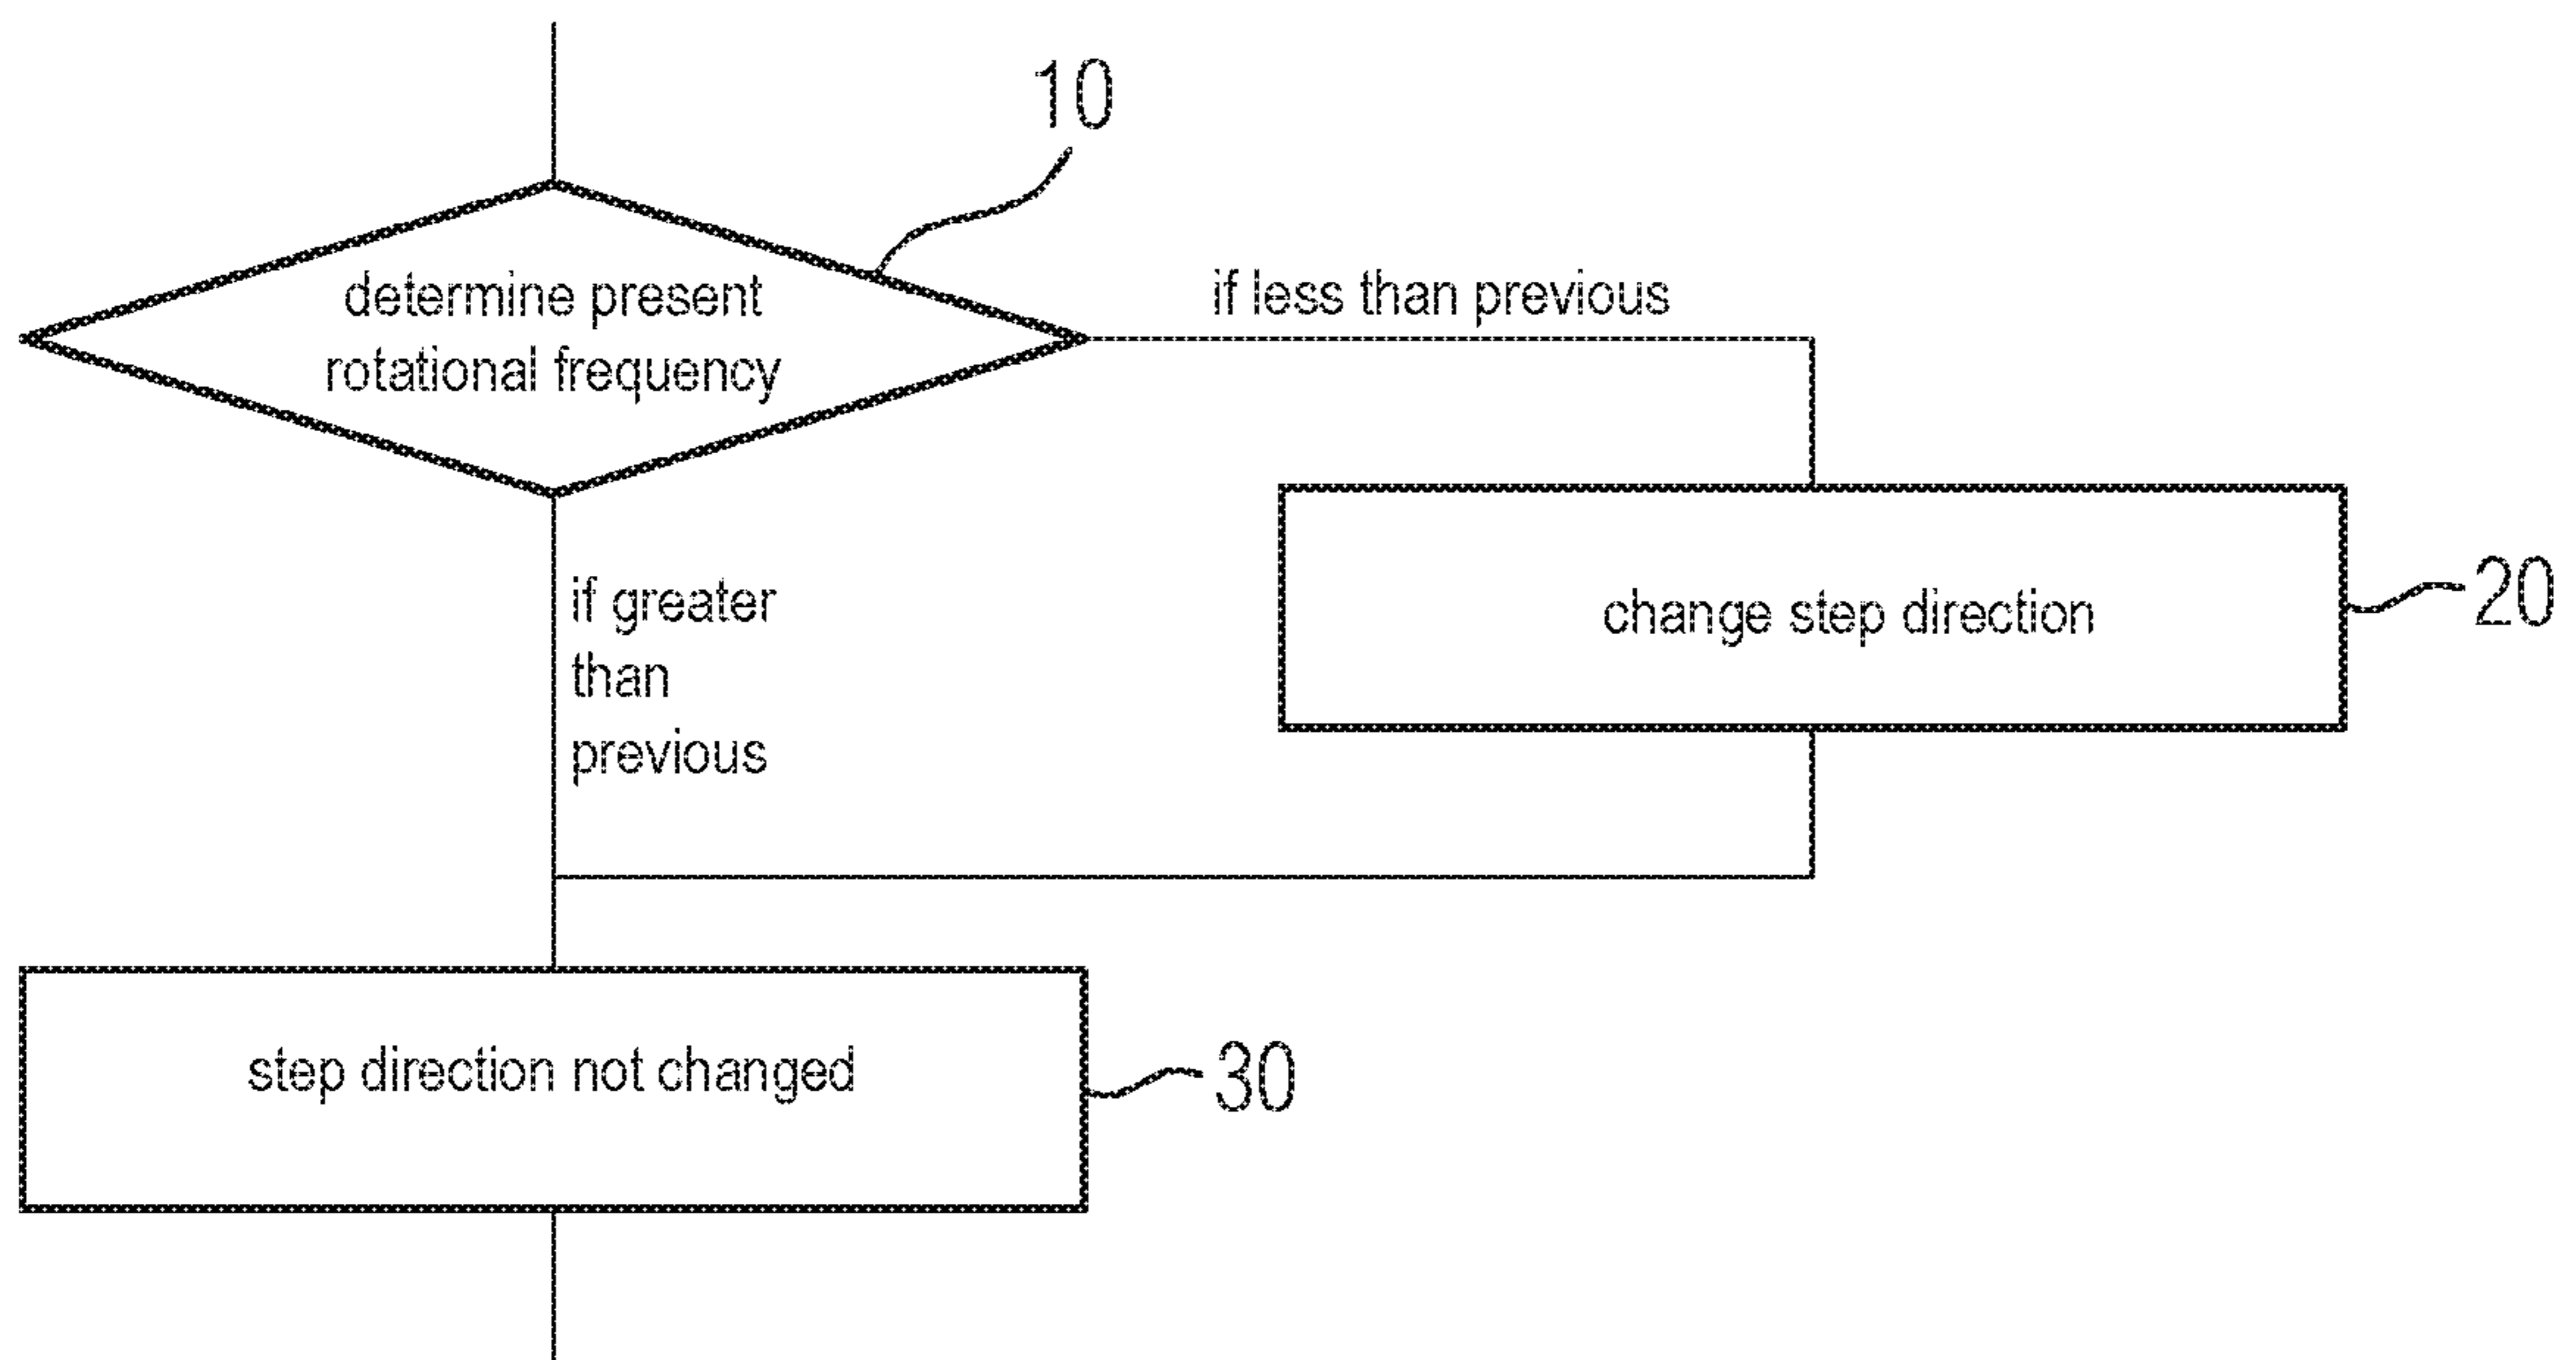 10
determine present
rotational frequency
if less than previous
if greater
than
previous
change step direction
20
step direction not changed
30